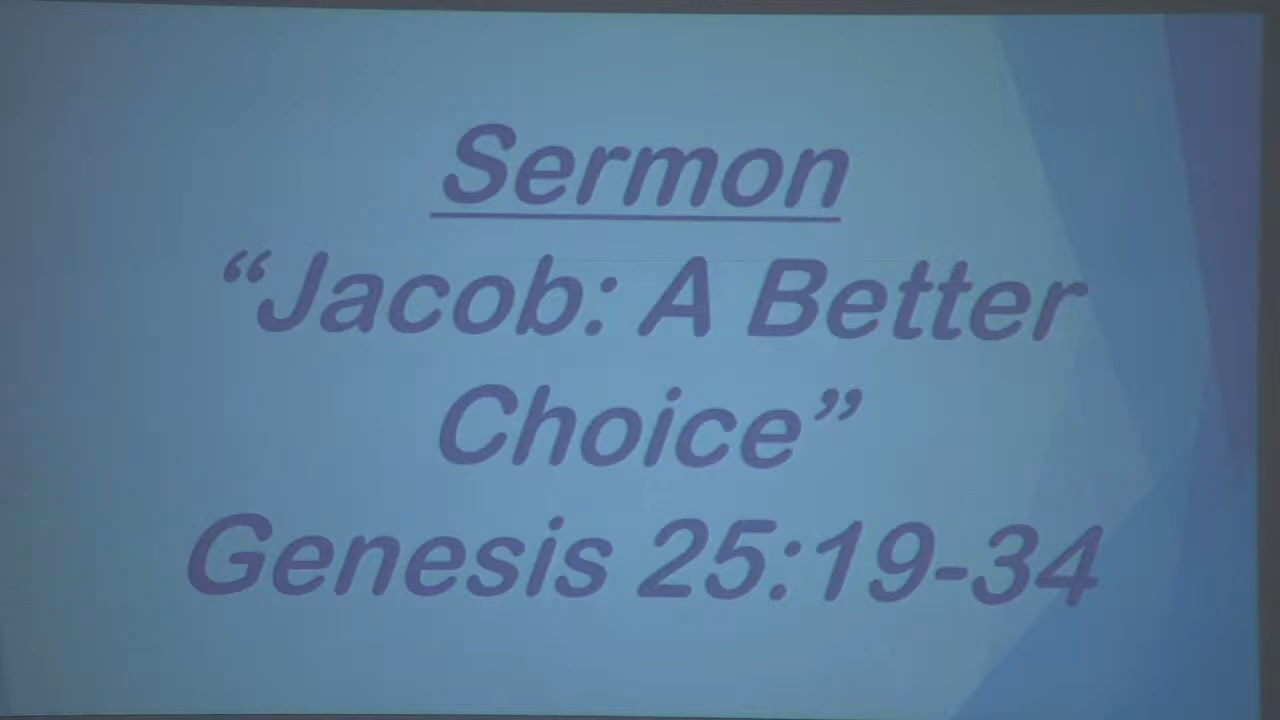 Sermon
“Jacob: A Better
Choice”
Genesis 25:19-34